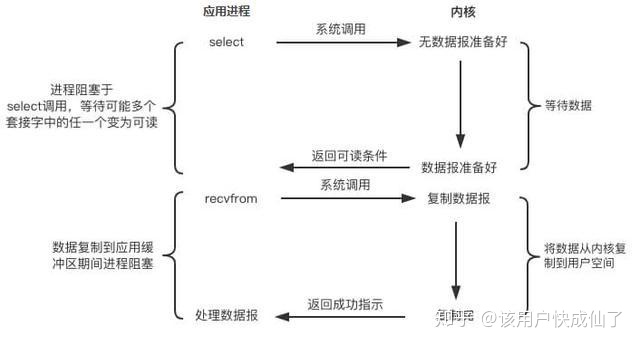 应用进程
内核
select
系统调用
无数据报准备好
进程阻塞于
select调用，等待可能多个
套接字中的任一个变为可读
等待数据
返回可读条件
数据报准备好
recvfrom
系统调用
复制数据报
数据复制到应用缓
冲区期间进程阻塞
将数据从内核复
制到用户空间
处理数据报
返回成功指示
知乎 @该用户快成仙了